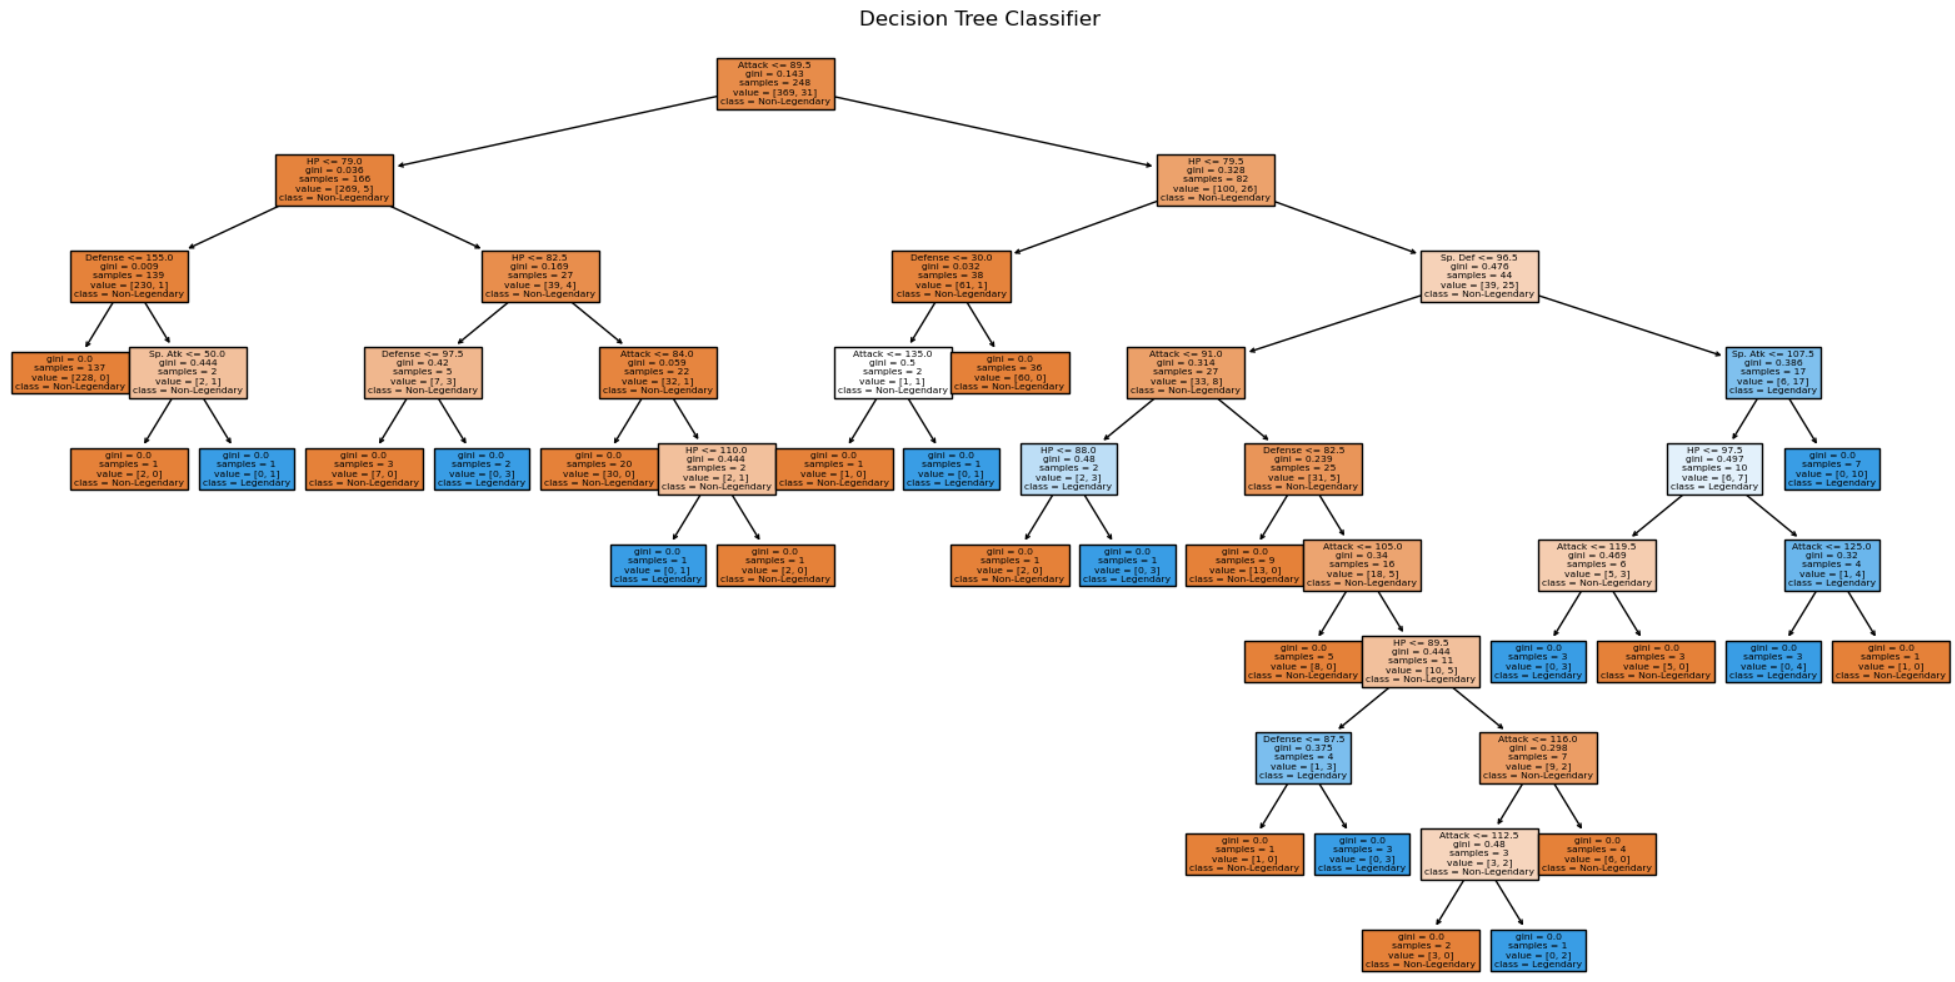 Decision Tree Classifier
Attack <= 89.5
gini = 0.143
samples = 248
value = [369, 31]
class = Non-Legendary
HP <= 79.0
gini = 0.036
samples = 166
value = [269, 5]
class = Non-Legendary
HP <= 79.5
gini = 0.328
samples = 82
value = [100, 26]
class = Non-Legendary
Defense <= 155.0
gini = 0.009
samples = 139
value = [230, 1]
class = Non-Legendary
HP <= 82.5
gini = 0.169
samples = 27
value = [39, 4]
class = Non-Legendary
Defense <= 30.0
gini = 0.032
samples = 38
value = [61, 1]
class = Non-Legendary
Sp. Def <= 96.5
gini = 0.476
samples = 44
value = [39, 25]
class = Non-Legendary
gini = 0.0
samples = 137
value = [228, 0]
class = Non-Legendary
Sp. Atk <= 50.0
gini = 0.444
samples = 2
value = [2, 1]
class = Non-Legendary
Defense <= 97.5
gini = 0.42
samples = 5
value = [7, 3]
class = Non-Legendary
Attack <= 84.0
gini = 0.059
samples = 22
value = [32, 1]
class = Non-Legendary
Attack <= 135.0
gini = 0.5
samples = 2
value = [1, 1]
class = Non-Legendary
gini = 0.0
samples = 36
value = [60, 0]
class = Non-Legendary
Attack <= 91.0
gini = 0.314
samples = 27
value = [33, 8]
class = Non-Legendary
Sp. Atk <= 107.5
gini = 0.386
samples = 17
value = [6, 17]
class = Legendary
gini = 0.0
samples = 1
value = [2, 0]
class = Non-Legendary
gini = 0.0
samples = 1
value = [0, 1]
class = Legendary
gini = 0.0
samples = 3
value = [7, 0]
class = Non-Legendary
gini = 0.0
samples = 2
value = [0, 3]
class = Legendary
gini = 0.0
samples = 20
value = [30, 0]
class = Non-Legendary
HP <= 110.0
gini = 0.444
samples = 2
value = [2, 1]
class = Non-Legendary
gini = 0.0
samples = 1
value = [1, 0]
class = Non-Legendary
gini = 0.0
samples = 1
value = [0, 1]
class = Legendary
HP <= 88.0
gini = 0.48
samples = 2
value = [2, 3]
class = Legendary
Defense <= 82.5
gini = 0.239
samples = 25
value = [31, 5]
class = Non-Legendary
HP <= 97.5
gini = 0.497
samples = 10
value = [6, 7]
class = Legendary
gini = 0.0
samples = 7
value = [0, 10]
class = Legendary
gini = 0.0
samples = 1
value = [0, 1]
class = Legendary
gini = 0.0
samples = 1
value = [2, 0]
class = Non-Legendary
gini = 0.0
samples = 1
value = [2, 0]
class = Non-Legendary
gini = 0.0
samples = 1
value = [0, 3]
class = Legendary
gini = 0.0
samples = 9
value = [13, 0]
class = Non-Legendary
Attack <= 105.0
gini = 0.34
samples = 16
value = [18, 5]
class = Non-Legendary
Attack <= 119.5
gini = 0.469
samples = 6
value = [5, 3]
class = Non-Legendary
Attack <= 125.0
gini = 0.32
samples = 4
value = [1, 4]
class = Legendary
gini = 0.0
samples = 5
value = [8, 0]
class = Non-Legendary
HP <= 89.5
gini = 0.444
samples = 11
value = [10, 5]
class = Non-Legendary
gini = 0.0
samples = 3
value = [0, 3]
class = Legendary
gini = 0.0
samples = 3
value = [5, 0]
class = Non-Legendary
gini = 0.0
samples = 3
value = [0, 4]
class = Legendary
gini = 0.0
samples = 1
value = [1, 0]
class = Non-Legendary
Defense <= 87.5
gini = 0.375
samples = 4
value = [1, 3]
class = Legendary
Attack <= 116.0
gini = 0.298
samples = 7
value = [9, 2]
class = Non-Legendary
gini = 0.0
samples = 1
value = [1, 0]
class = Non-Legendary
gini = 0.0
samples = 3
value = [0, 3]
class = Legendary
Attack <= 112.5
gini = 0.48
samples = 3
value = [3, 2]
class = Non-Legendary
gini = 0.0
samples = 4
value = [6, 0]
class = Non-Legendary
gini = 0.0
samples = 2
value = [3, 0]
class = Non-Legendary
gini = 0.0
samples = 1
value = [0, 2]
class = Legendary